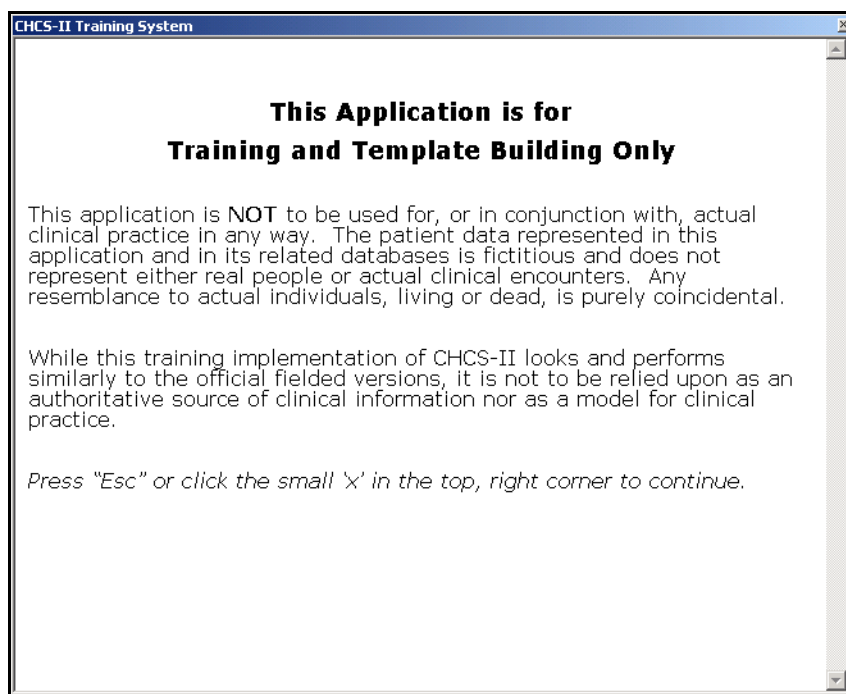 CHCS-II Training System
This Application is for
Training and Template Building Only
This application is NOT to be used for, or in conjunction with, actual
clinical practice in any way. The patient data represented in this
application and in its related databases is fictitious and does not
represent either real people or actual clinical encounters. Any
resemblance to actual individuals, living or dead, is purely coincidental.
While this training implementation of CHCS-II looks and performs
similarly to the official fielded versions, it is not to be relied upon as an
authoritative source of clinical information nor as a model for clinical
practice.
Press “Esc” or click the small ‘x’ in the top, right corner to continue.